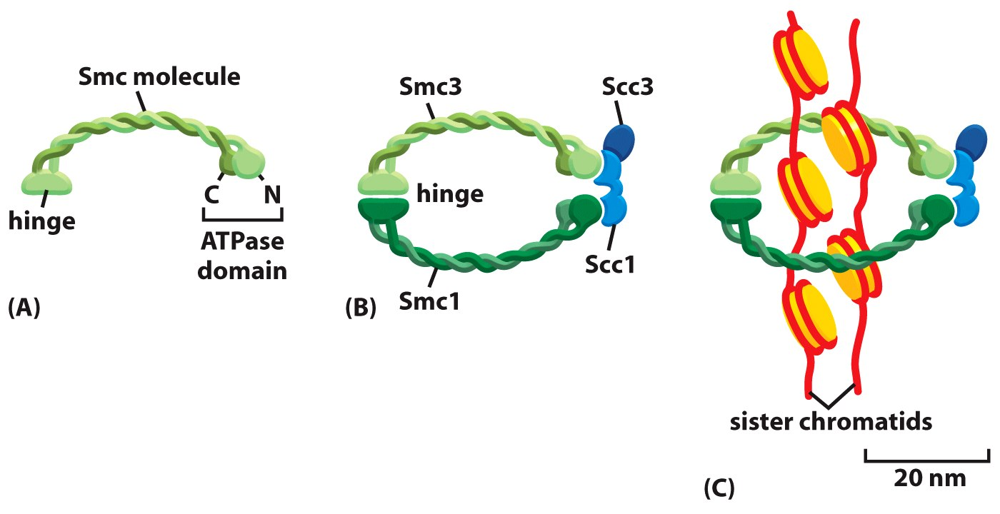 Smc molecule
hinge
C
N
ATPase
domain
(A)
Smc3
Scc3
hinge
Scc1
Smc1
(B)
sister chromatids
20 nm
(C)